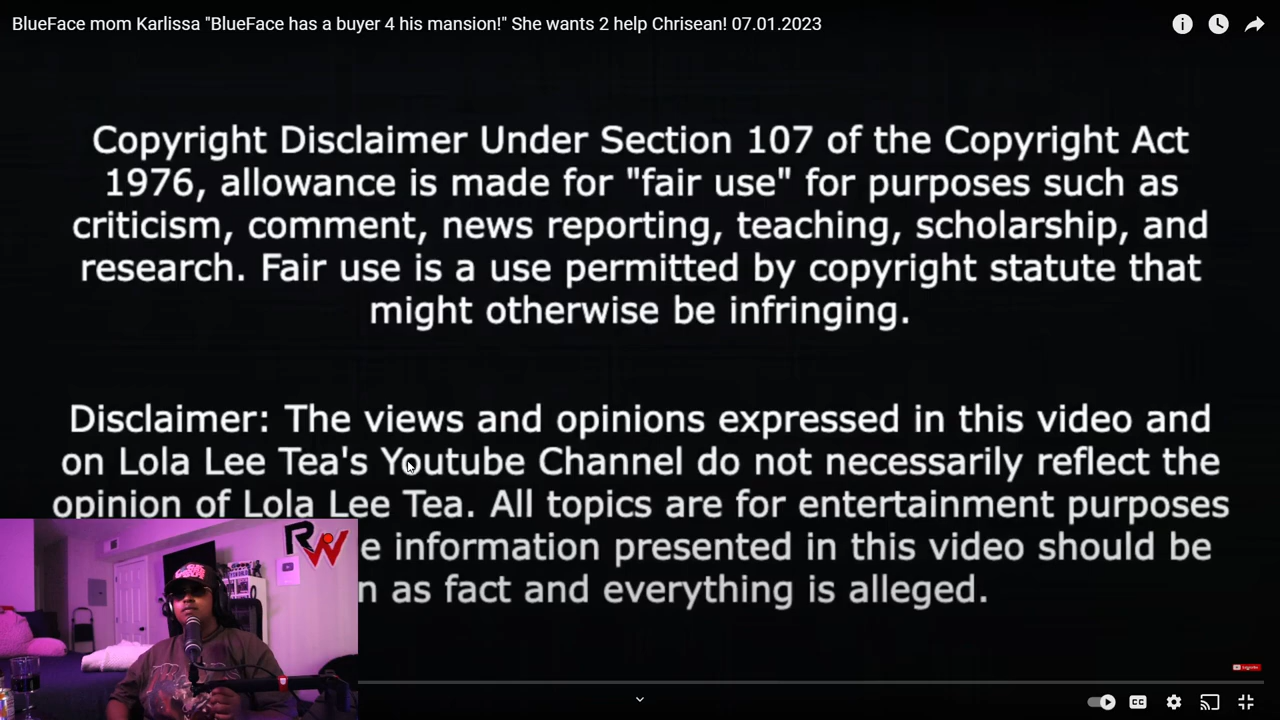 BlueFace mom Karlissa "BlueFace has a buyer 4 his mansion!" She wants 2 help Chrisean! 07.01.2023
Copyright Disclaimer Under Section 107 of the Copyright Act
1976, allowance is made for "fair use" for purposes such as
criticism, comment, news reporting, teaching, scholarship, and
research. Fair use is a use permitted by copyright statute that
might otherwise be infringing.
Disclaimer: The views and opinions expressed in this video and
on Lola Lee Tea's Youtube Channel do not necessarily reflect the
opinion of Lola Lee Tea. All topics are for entertainment purposes
e information presented in this video should be
n as fact and everything is alleged.
RW
CC